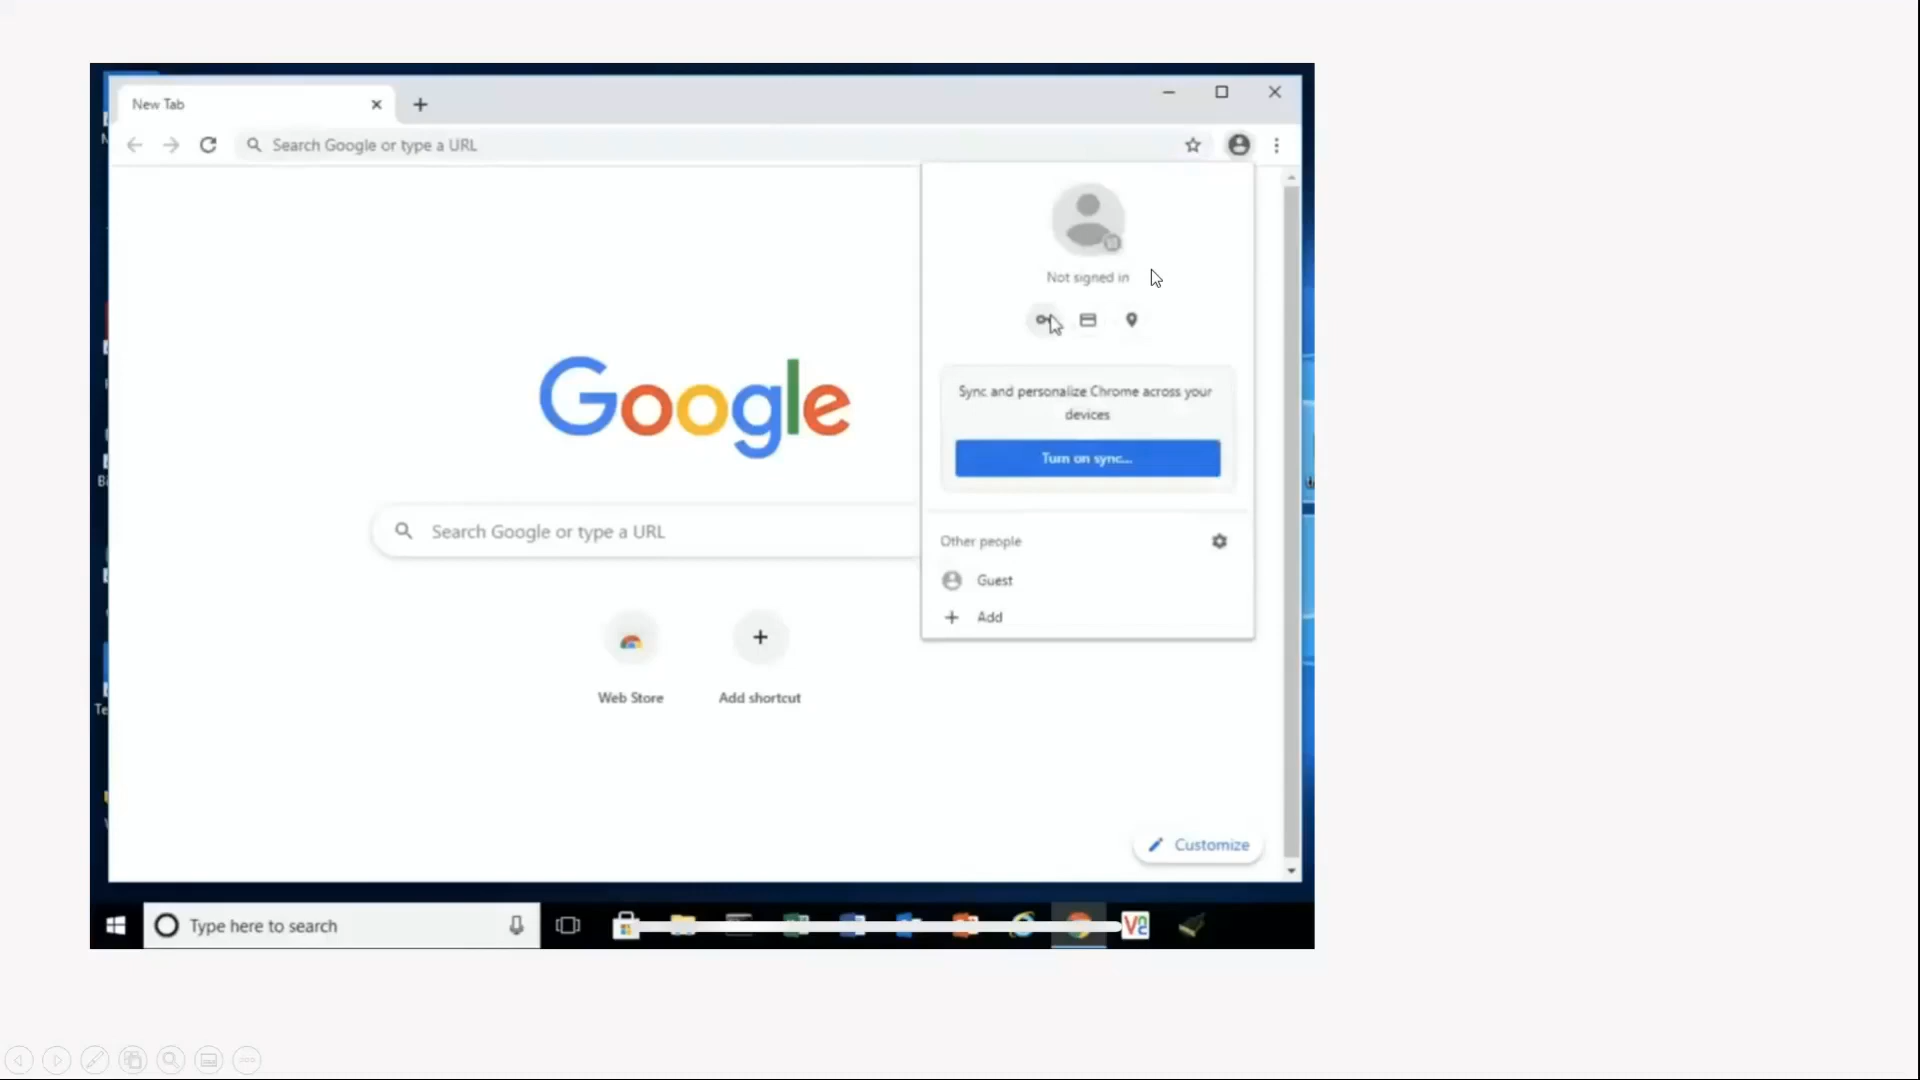 New Tab
Search Google or type a URL
Not signed in
Sync and personalize Chrome across your
devices
Turn on sync...
Google
Search Google or type a URL
Other people
Guest
Add
Web Store
Add shortcut
Customize
Type here to search